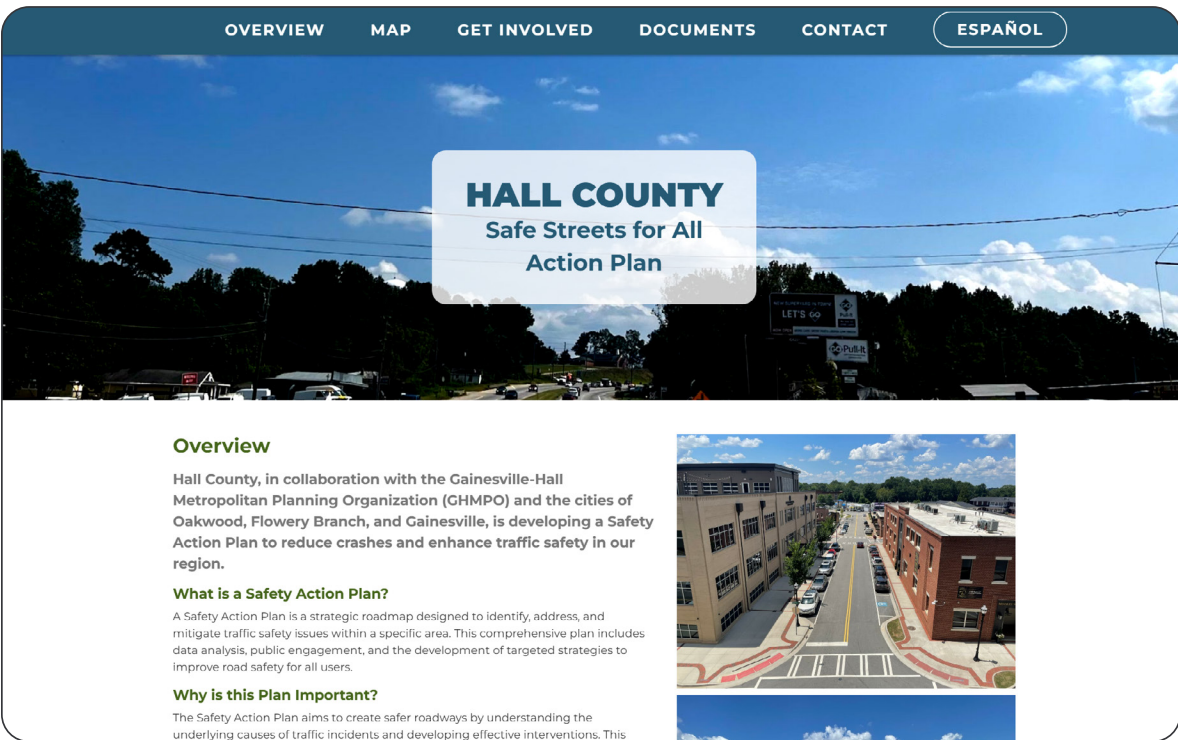 OVERVIEW MAP GET INVOLVED DOCUMENTS CONTACT ESPAÑOL
HALL COUNTY
Safe Streets for All
Action Plan
LET'S GO
Pull-It
Pull-It
Overview
Hall County, in collaboration with the Gainesville-Hall
Metropolitan Planning Organization (GHMPO) and the cities of
Oakwood, Flowery Branch, and Gainesville, is developing a Safety
Action Plan to reduce crashes and enhance traffic safety in our
region.
What is a Safety Action Plan?
A Safety Action Plan is a strategic roadmap designed to identify, address, and
mitigate traffic safety issues within a specific area. This comprehensive plan includes
data analysis, public engagement, and the development of targeted strategies to
improve road safety for all users.
Why is this Plan Important?
The Safety Action Plan aims to create safer roadways by understanding the
underlying causes of traffic incidents and developing effective interventions. This